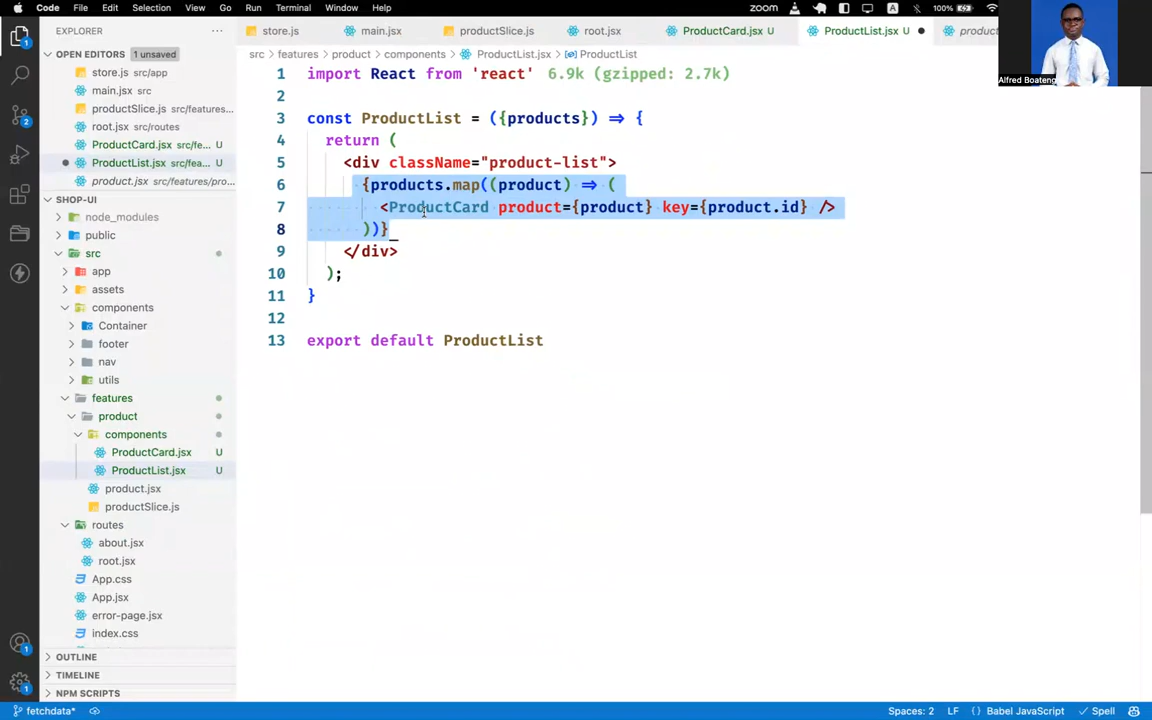 Code File Edit Selection View Go Run Terminal Window Help zoom A 100%
EXPLORER ...
OPEN EDITORS 1 unsaved
store.js src/app
main.jsx src
productSlice.js src/features...
root.jsx src/routes
ProductCard.jsx src/fe... U
ProductList.jsx src/fea... U
product.jsx src/features/pro...
SHOP-UI
node_modules
public
src
app
assets
components
Container
footer
nav
utils
features
product
components
ProductCard.jsx U
ProductList.jsx U
product.jsx
productSlice.js
routes
about.jsx
root.jsx
App.css
App.jsx
error-page.jsx
index.css
OUTLINE
TIMELINE
NPM SCRIPTS
store.js main.jsx productSlice.js root.jsx ProductCard.jsx U ProductList.jsx U product
src > features > product > components > ProductList.jsx > ProductList
1 import React from 'react' 6.9k (gzipped: 2.7k)
2
3 const ProductList = ({products}) => {
4 return (
5 <div className="product-list">
6 {products.map((product) => (
7 <ProductCard product={product} key={product.id} />
8 ))}
9 </div>
10 );
11 }
12
13 export default ProductList
Alfred Boateng
2
1
1
fetchdata* Spaces: 2 LF {} Babel JavaScript Spell